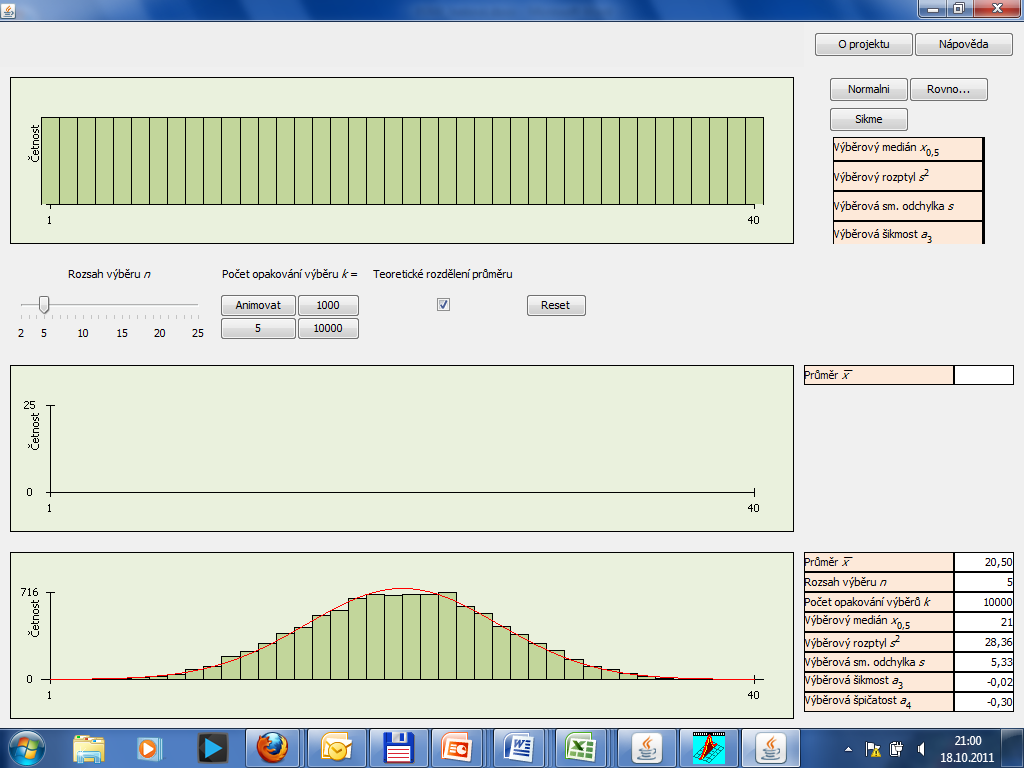 O projektu Nápověda
Normalni Rovno...
Sikme
Četnost
1 40
Výběrový medián x0,5
Výběrový rozptyl s2
Výběrová sm. odchylka s
Výběrová šikmost a3
Rozsah výběru n Počet opakování výběru k = Teoretické rozdělení průměru
Animovat 1000 Reset
5 10000
2 5 10 15 20 25
Průměr x
25
Četnost
0
1 40
716
Četnost
0
1 40
Průměr x 20,50
Rozsah výběru n 5
Počet opakování výběrů k 10000
Výběrový medián x0,5 21
Výběrový rozptyl s2 28,36
Výběrová sm. odchylka s 5,33
Výběrová šikmost a3 -0,02
Výběrová špičatost a4 -0,30
21:00
18.10.2011